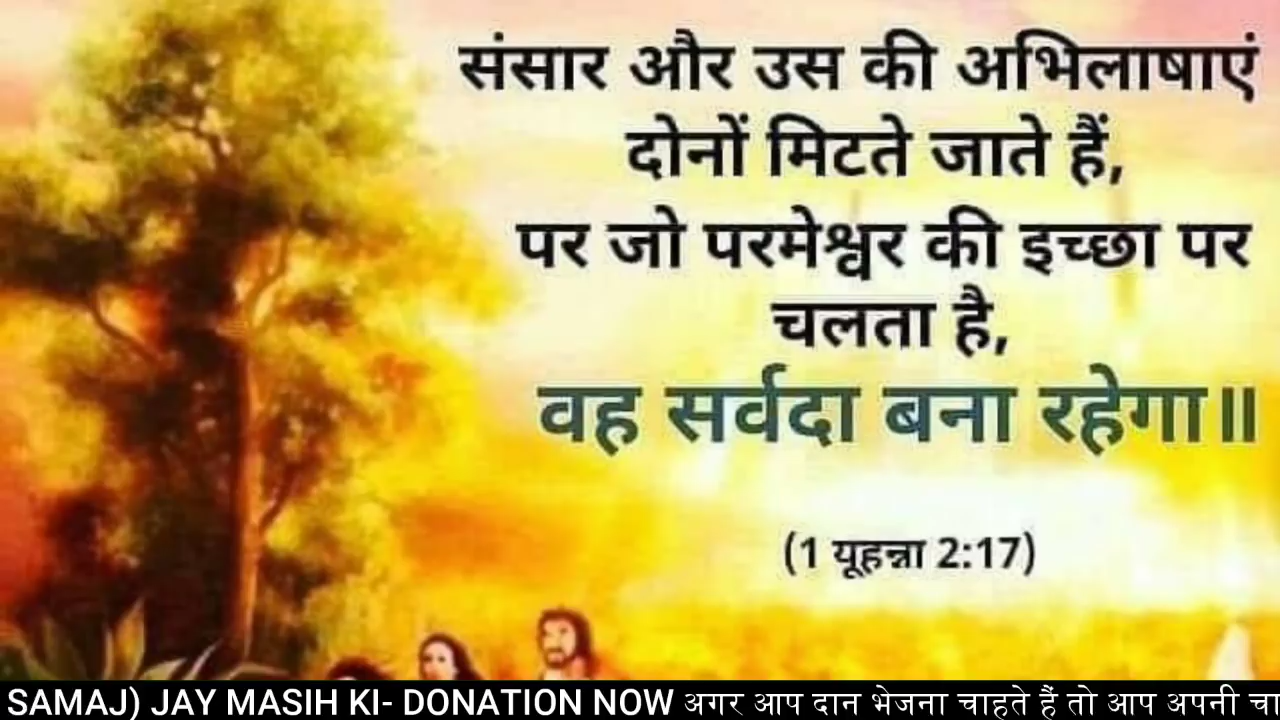 संसार और उस की अभिलाषाएं
दोनों मिटते जाते हैं,
पर जो परमेश्वर की इच्छा पर
चलता है,
वह सर्वदा बना रहेगा॥
(1 यूहन्ना 2:17)
SAMAJ) JAY MASIH KI- DONATION NOW अगर आप दान भेजना चाहते हैं तो आप अपनी चा